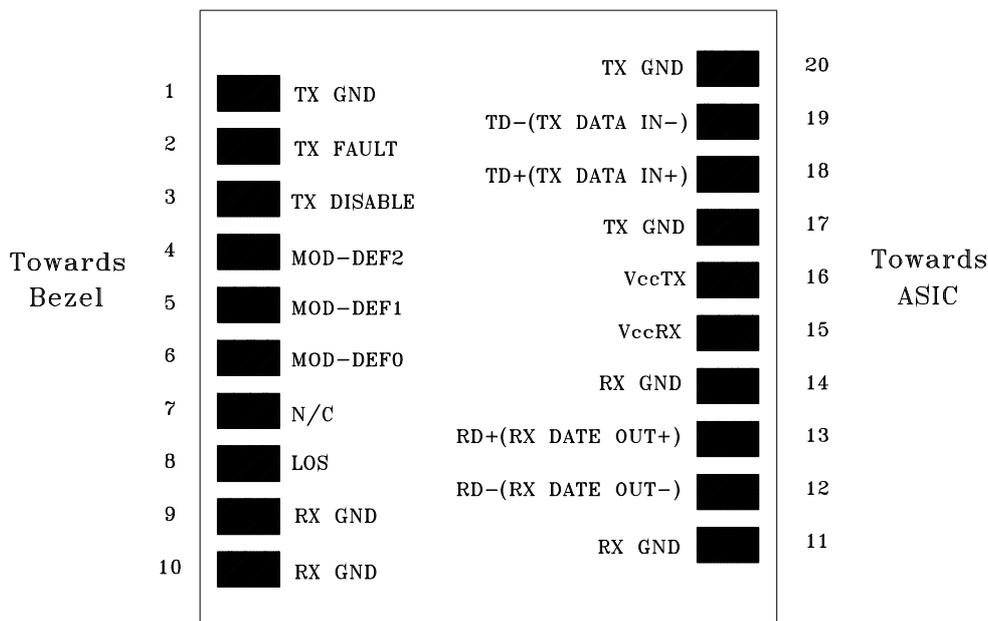 Towards
Bezel
1 TX GND
2 TX FAULT
3 TX DISABLE
4 MOD-DEF2
5 MOD-DEF1
6 MOD-DEF0
7 N/C
8 LOS
9 RX GND
10 RX GND
TX GND 20
TD-(TX DATA IN-) 19
TD+(TX DATA IN+) 18
TX GND 17
VccTX 16
VccRX 15
RX GND 14
RD+(RX DATE OUT+) 13
RD-(RX DATE OUT-) 12
RX GND 11
Towards
ASIC